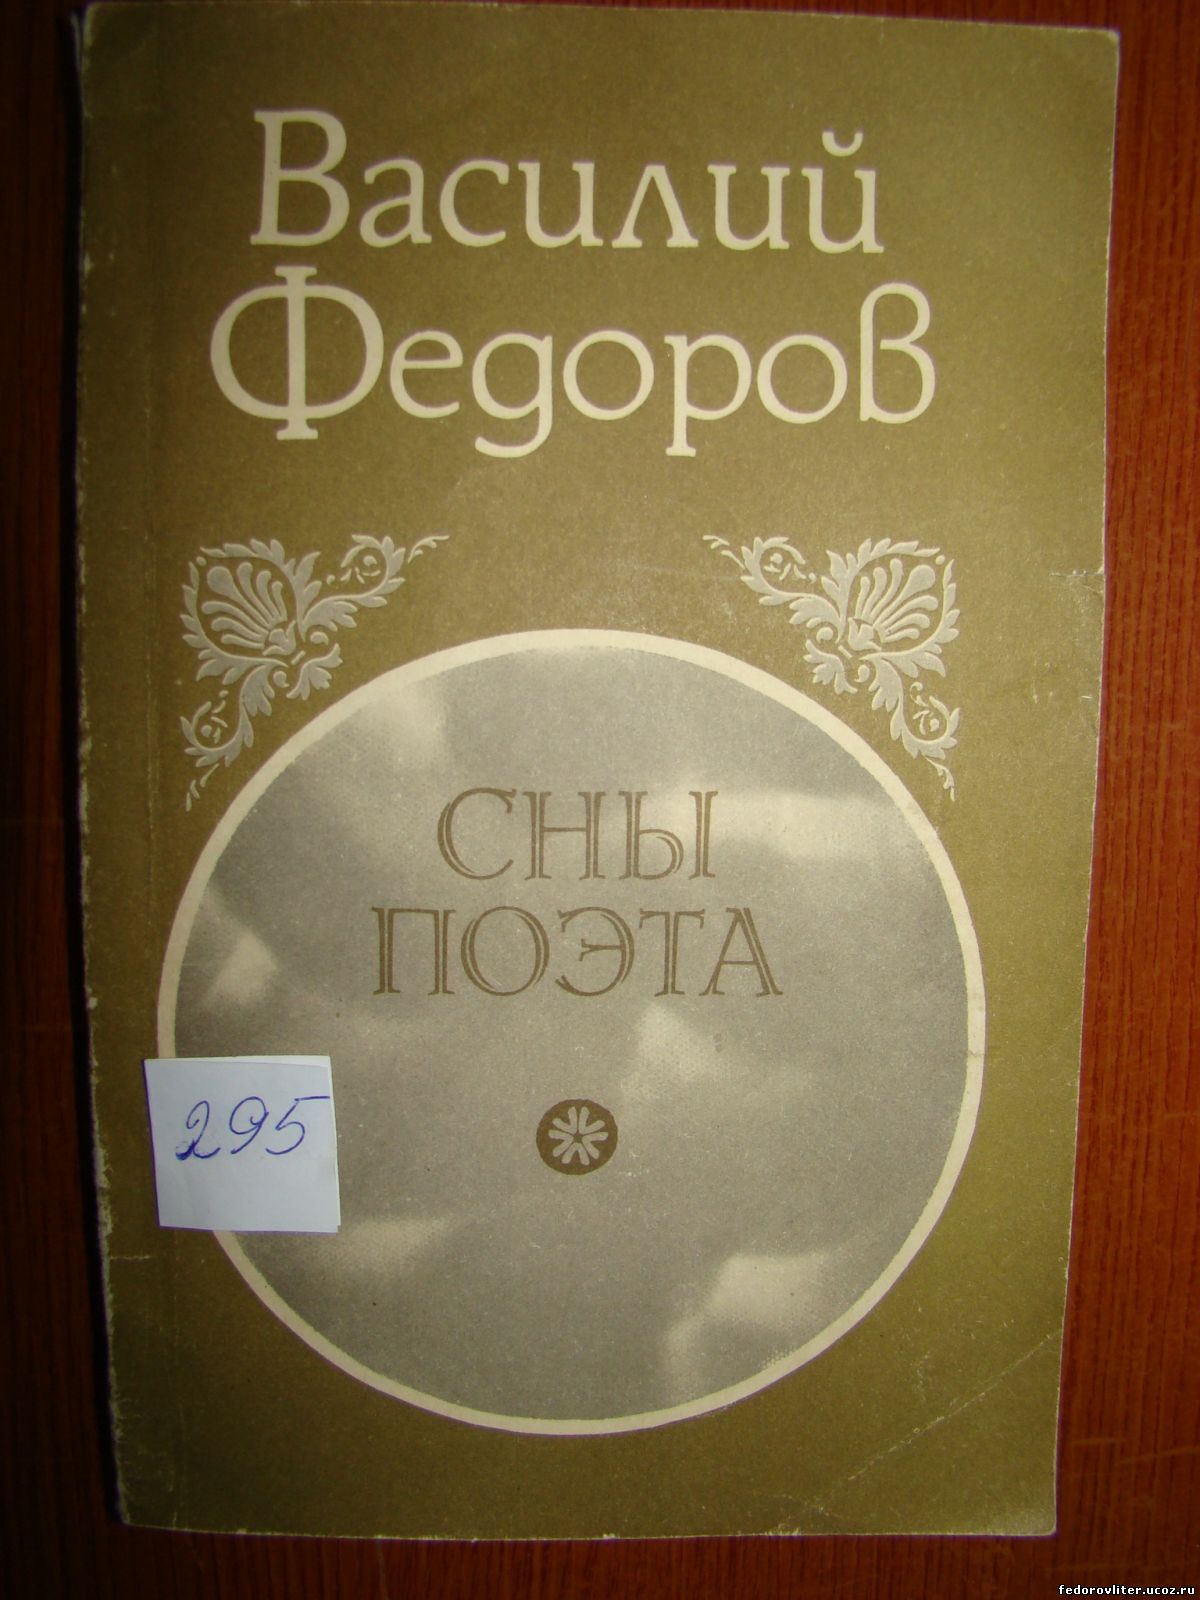 Василий
Федоров
СНЫ
ПОЭТА
295
fedorovliter.ucoz.ru